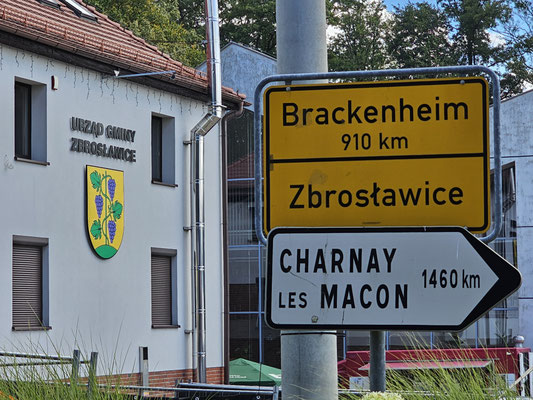 URZĄD GMINY
ZBROSŁAWICE
Brackenheim
910 km
Zbrosławice
CHARNAY
LES MACON
1460 km